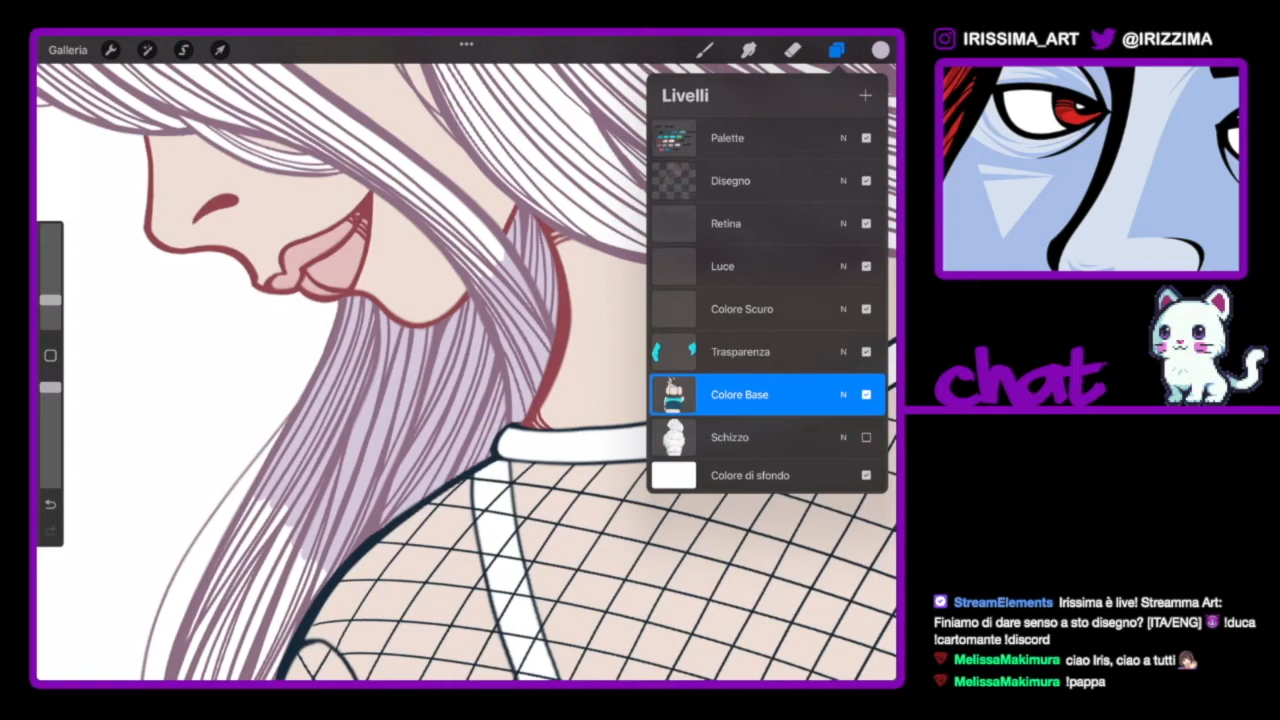 Galleria
IRISSIMA_ART @IRIZZIMA
Livelli
Palette N
Disegno N
Retina N
Luce N
Colore Scuro N
Trasparenza N
Colore Base N
Schizzo N
Colore di sfondo
chat
StreamElements Irissima è live! Streamma Art:
Finiamo di dare senso a sto disegno? [ITA/ENG] 😈 !duca
!cartomante !discord
MelissaMakimura ciao Iris, ciao a tutti
MelissaMakimura !pappa